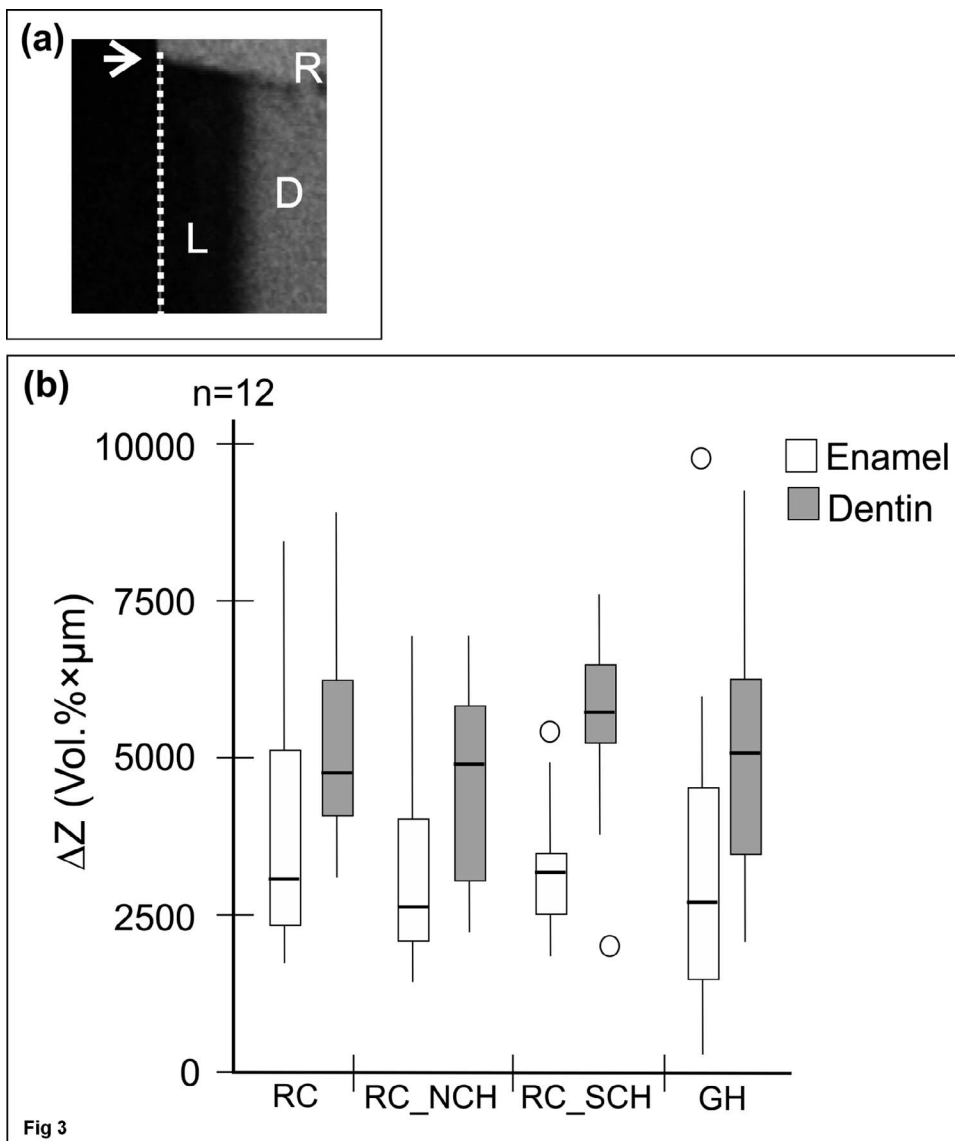 (a)
R
D
L
(b)
n=12
10000
7500
5000
2500
0
ΔZ (Vol.%×µm)
Enamel
Dentin
RC RC_NCH RC_SCH GH
Fig 3